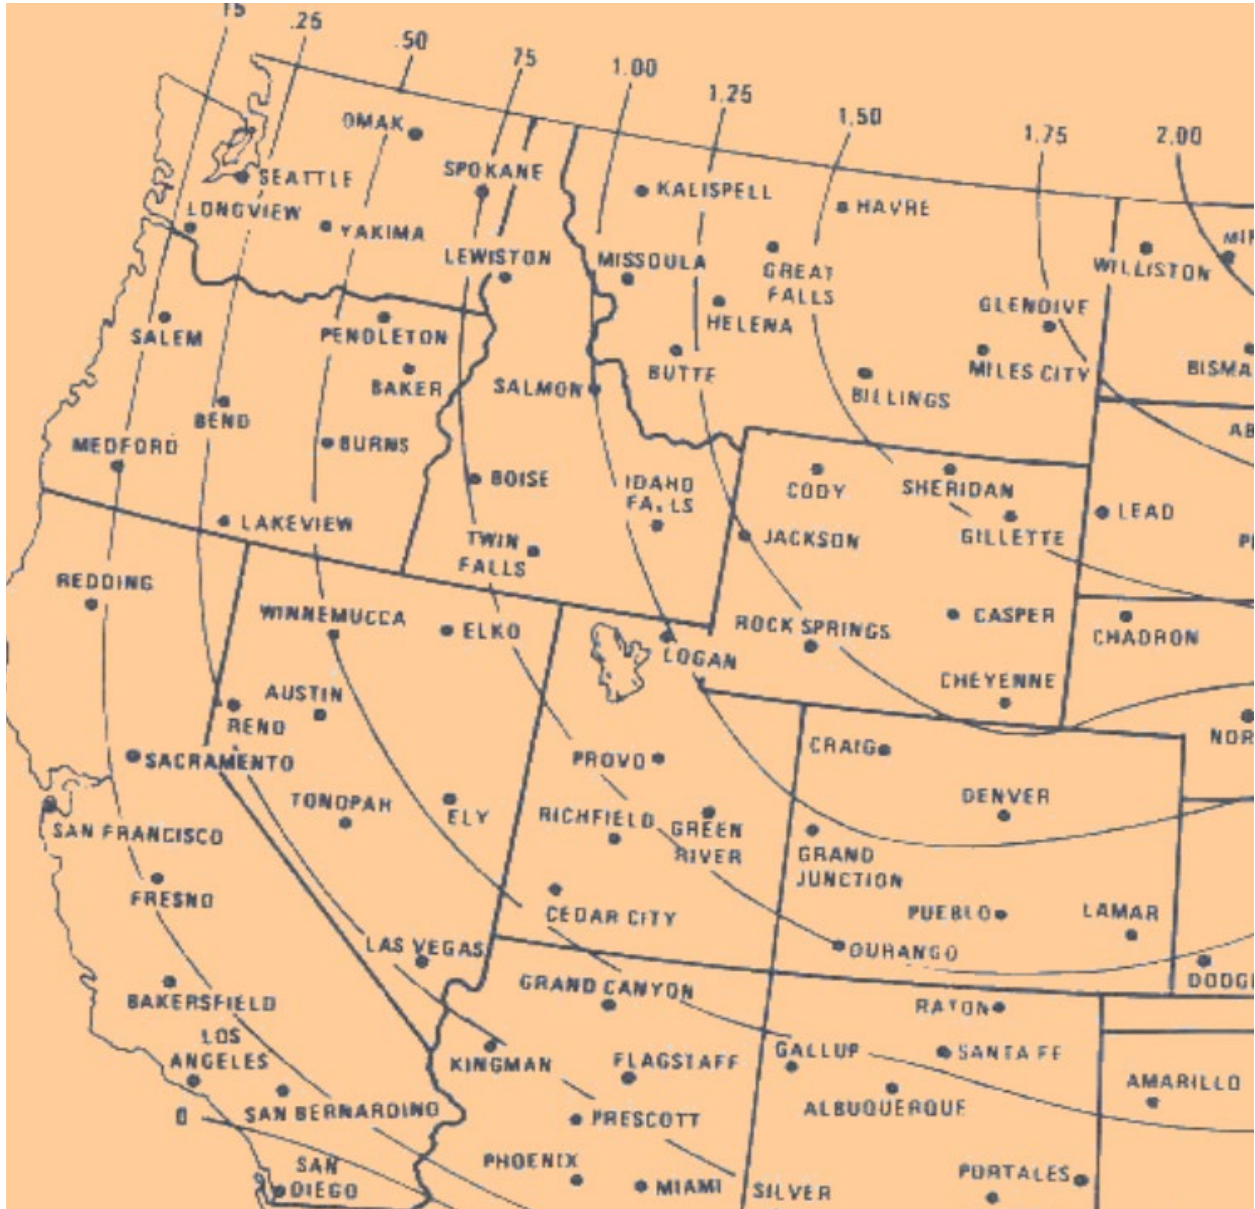 .15
.25
.50
75
1.00
1.25
1.50
1.75
2.00
OMAK
SPOKANE
KALISPELL
HAVRE
SEATTLE
LONGVIEW
YAKIMA
LEWISTON
MISSOULA
GREAT
FALLS
WILLISTON
GLENDIVE
HELENA
SALEM
PENDLETON
BUTTE
MILES CITY
BISMA
BAKER
SALMON
BILLINGS
BEND
AB
MEDFORD
BURNS
BOISE
IDAHO
FALLS
CODY
SHERIDAN
LEAD
LAKEVIEW
TWIN
FALLS
JACKSON
GILLETTE
REDDING
WINNEMUCCA
ELKO
ROCK SPRINGS
CASPER
CHADRON
LOGAN
AUSTIN
RENO
CHEYENNE
NOR
SACRAMENTO
PROVO
CRAIG
TONOPAH
ELY
RICHFIELD
GREEN
RIVER
DENVER
SAN FRANCISCO
GRAND
JUNCTION
FRESNO
CEDAR CITY
PUEBLO
LAMAR
LAS VEGAS
DURANGO
BAKERSFIELD
GRAND CANYON
DODGE
RATON
LOS
ANGELES
KINGMAN
FLAGSTAFF
GALLUP
SANTA FE
AMARILLO
0
SAN BERNARDINO
PRESCOTT
ALBUQUERQUE
SAN
DIEGO
PHOENIX
MIAMI
SILVER
PORTALES